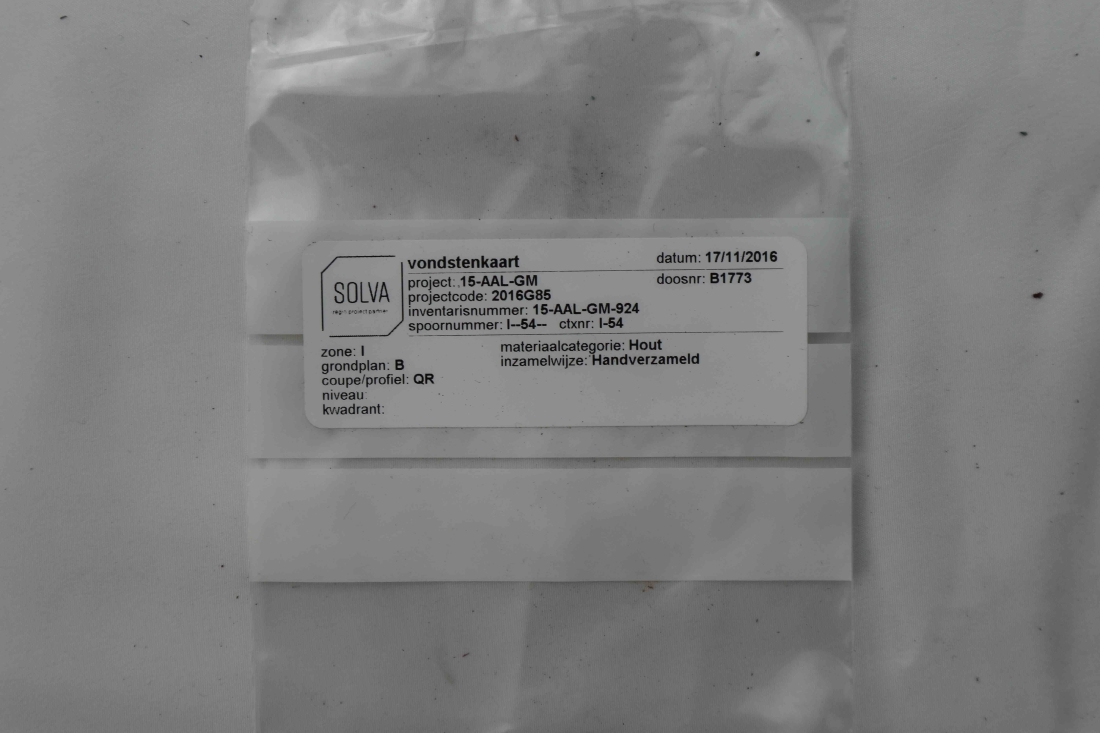 SOLVA
vondstenkaart
datum: 17/11/2016
project: 15-AAL-GM
doosnr: B1773
projectcode: 2016G85
inventarisnummer: 15-AAL-GM-924
spoornummer: I--54-- ctxnr: I-54
zone: I
materiaalcategorie: Hout
grondplan: B
inzamelwijze: Handverzameld
coupe/profiel: QR
niveau:
kwadrant: